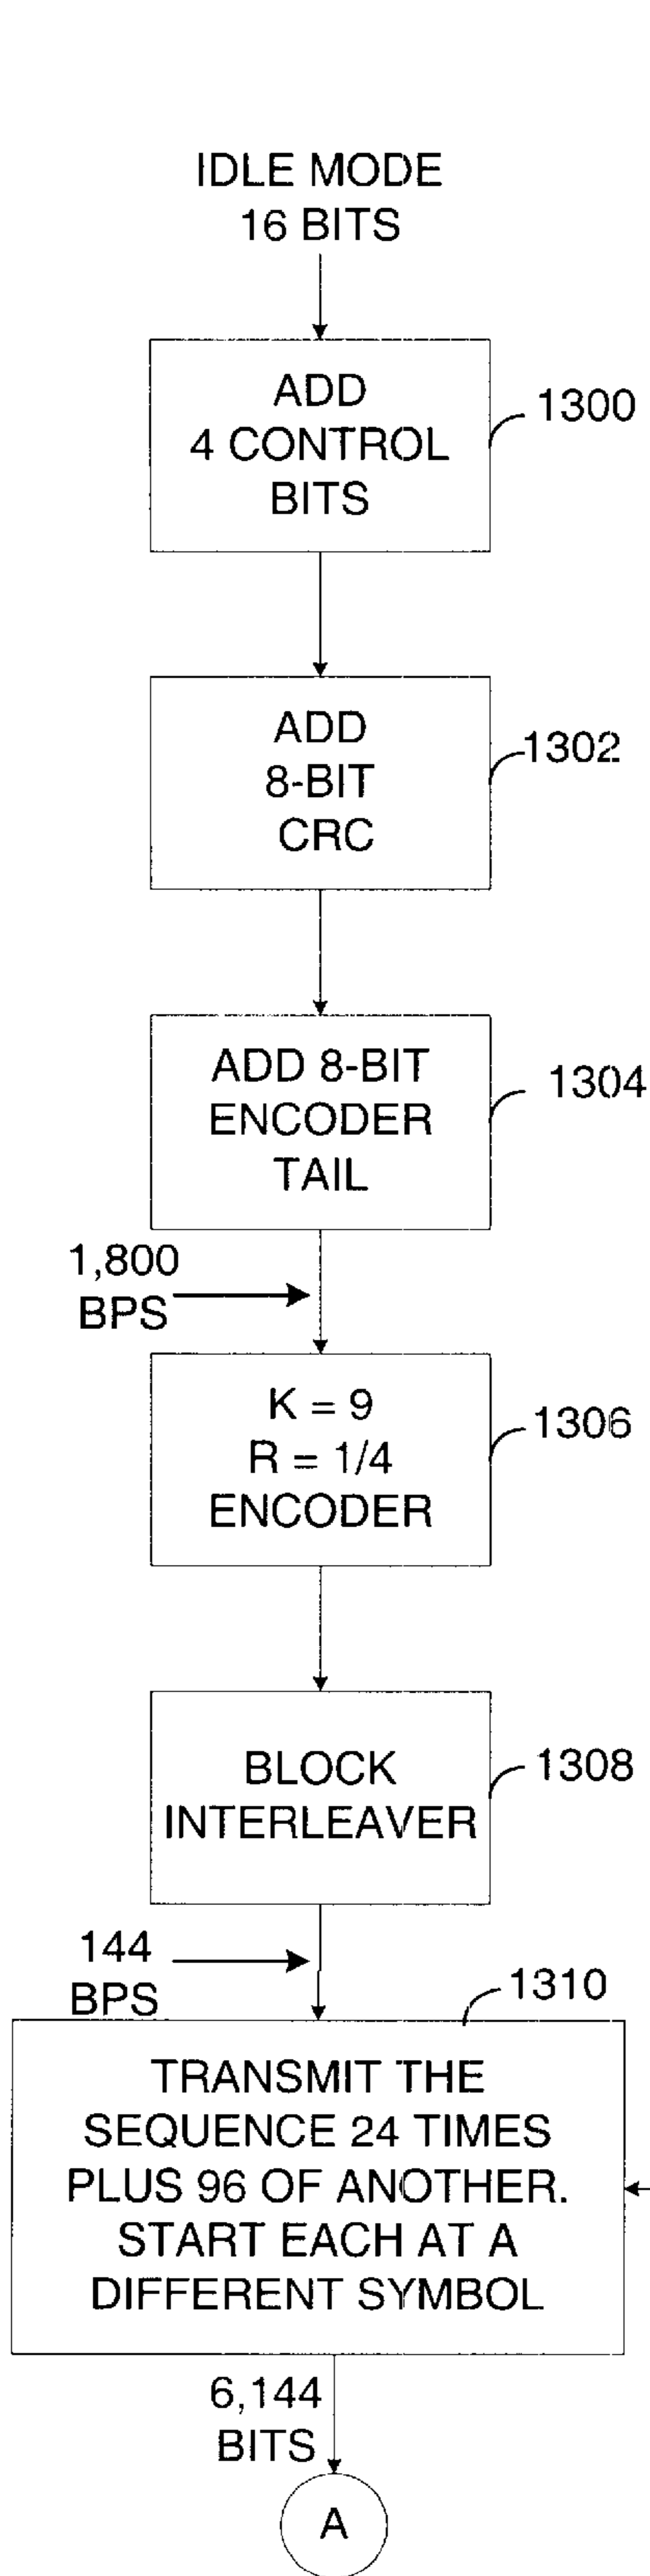 IDLE MODE
16 BITS
ADD
4 CONTROL
BITS
1300
ADD
8-BIT
CRC
1302
ADD 8-BIT
ENCODER
TAIL
1304
1,800
BPS
K = 9
R = 1/4
ENCODER
1306
BLOCK
INTERLEAVER
1308
144
BPS
1310
TRANSMIT THE
SEQUENCE 24 TIMES
PLUS 96 OF ANOTHER.
START EACH AT A
DIFFERENT SYMBOL
6,144
BITS
A